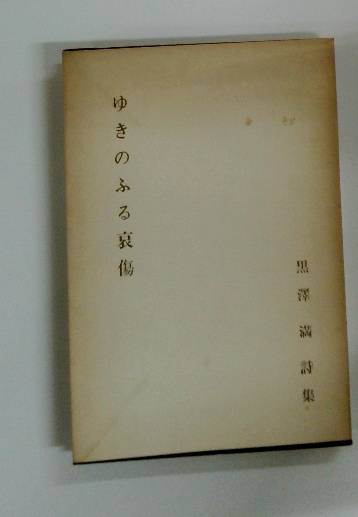 ゆきのふる哀傷
黒澤 満 詩集